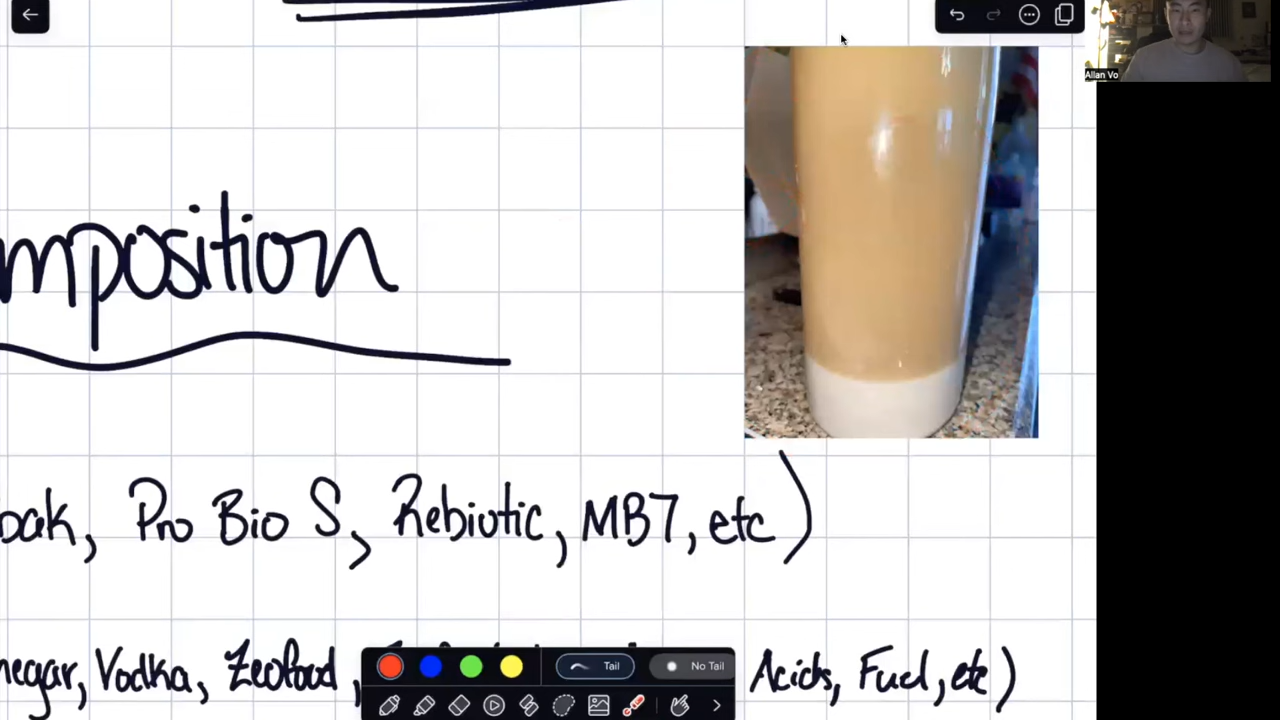 Allan Vo
mposition
oak, Pro Bio S, Rebiotic, MB7, etc)
negar, Vodka, Zeofood, Acids, Fuel, etc)
Tail No Tail